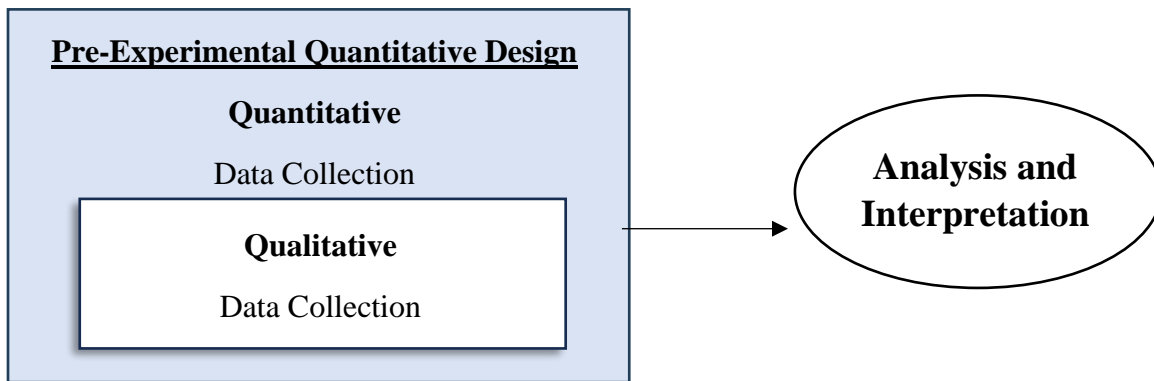 Pre-Experimental Quantitative Design
Quantitative
Data Collection
Qualitative
Data Collection
Analysis and
Interpretation